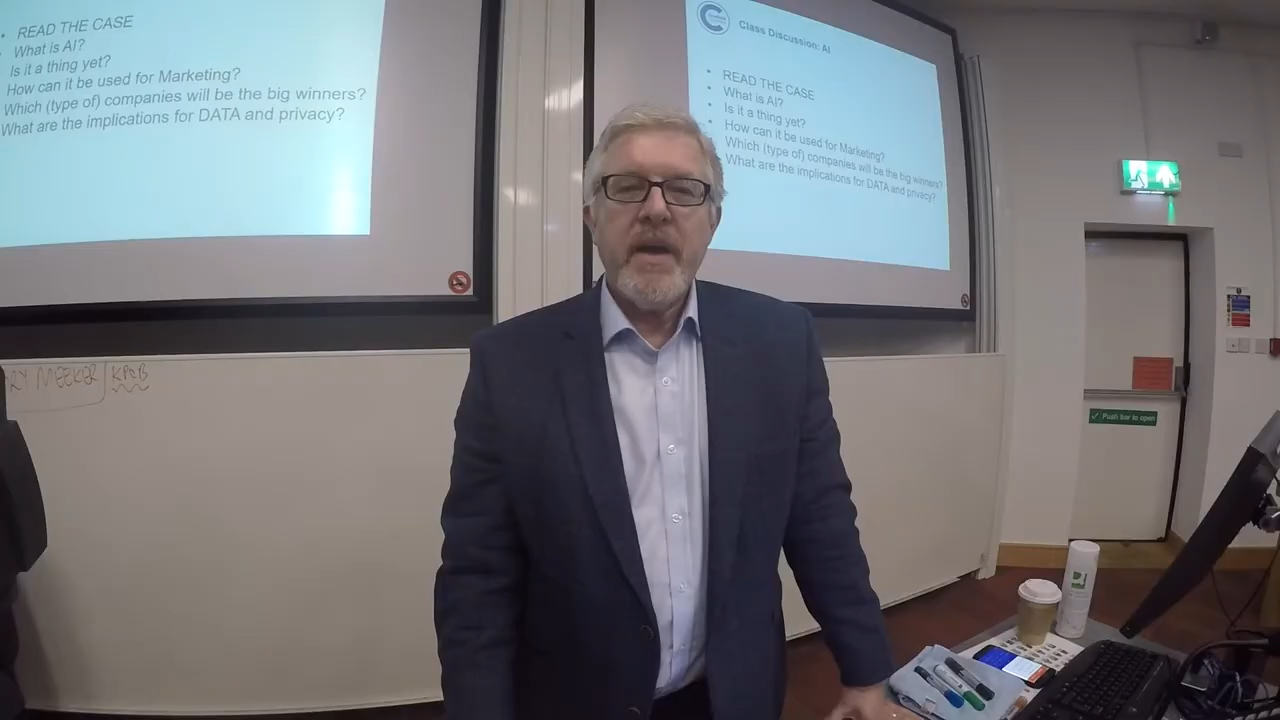 • READ THE CASE
What is AI?
Is it a thing yet?
How can it be used for Marketing?
Which (type of) companies will be the big winners?
What are the implications for DATA and privacy?
Class Discussion: AI
• READ THE CASE
• What is AI?
• Is it a thing yet?
• How can it be used for Marketing?
Which (type of) companies will be the big winners?
What are the implications for DATA and privacy?
RY MEEKER KPCB
Push bar to open